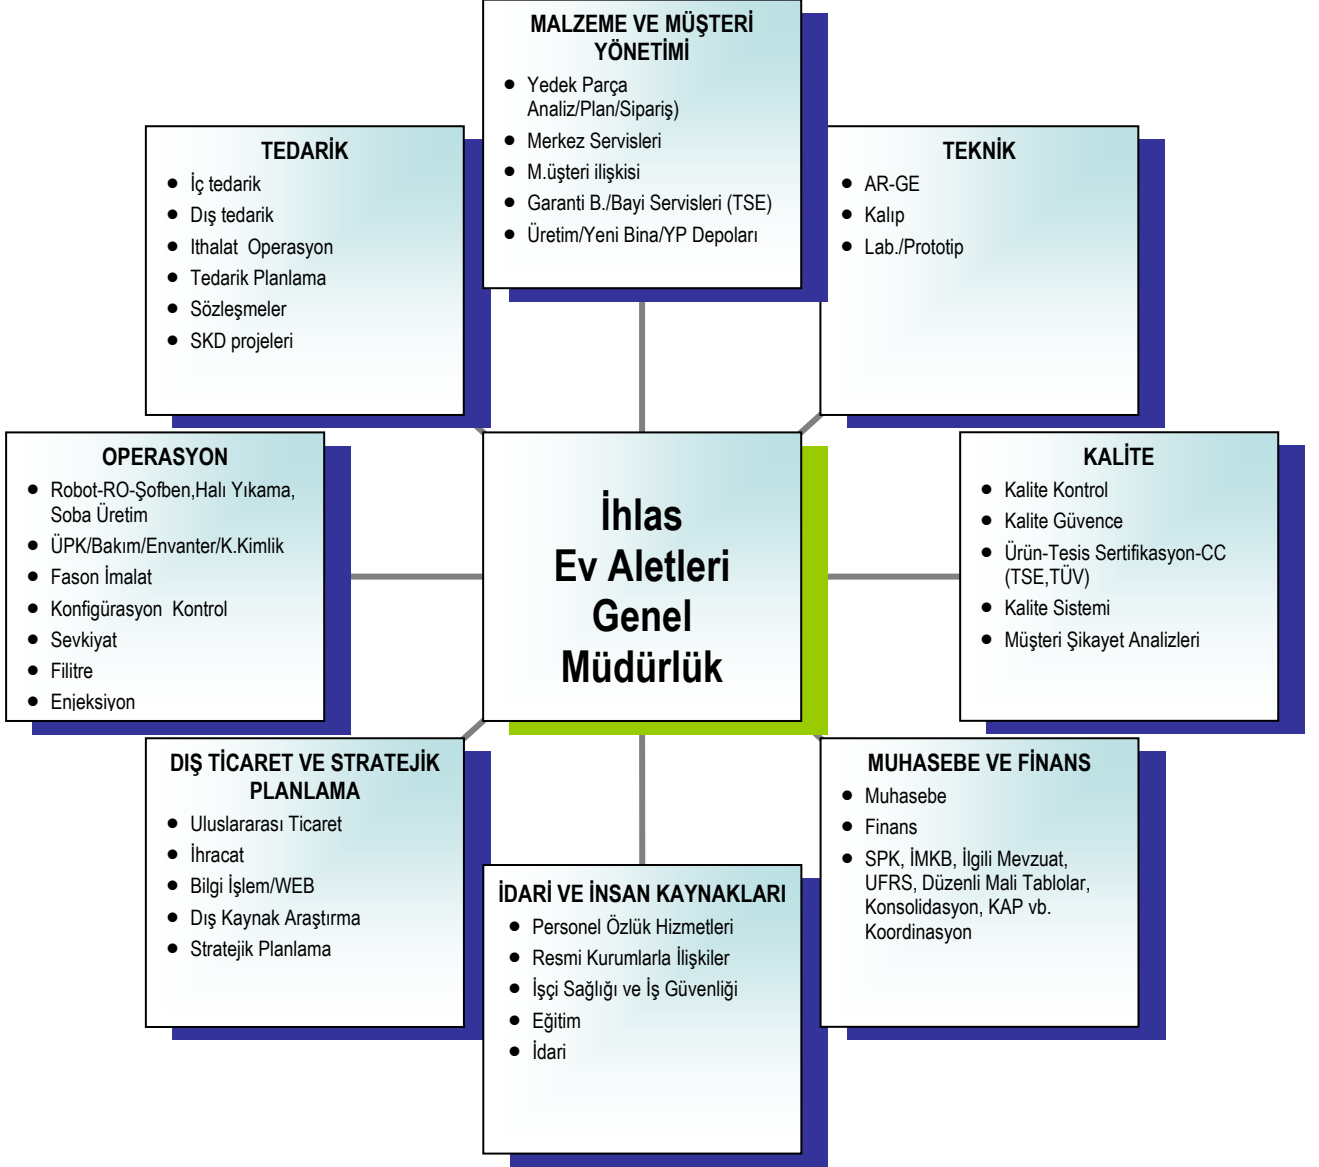 MALZEME VE MÜŞTERİ
YÖNETİMİ
● Yedek Parça
Analiz/Plan/Sipariş)
● Merkez Servisleri
● M.üşteri ilişkisi
● Garanti B./Bayi Servisleri (TSE)
● Üretim/Yeni Bina/YP Depoları
TEDARİK
● İç tedarik
● Dış tedarik
● Ithalat Operasyon
● Tedarik Planlama
● Sözleşmeler
● SKD projeleri
TEKNİK
● AR-GE
● Kalıp
● Lab./Prototip
OPERASYON
● Robot-RO-Şofben,Halı Yıkama,
Soba Üretim
● ÜPK/Bakım/Envanter/K.Kimlik
● Fason İmalat
● Konfigürasyon Kontrol
● Sevkiyat
● Filitre
● Enjeksiyon
İhlas
Ev Aletleri
Genel
Müdürlük
KALİTE
● Kalite Kontrol
● Kalite Güvence
● Ürün-Tesis Sertifikasyon-CC
(TSE,TÜV)
● Kalite Sistemi
● Müşteri Şikayet Analizleri
DIŞ TİCARET VE STRATEJİK
PLANLAMA
● Uluslararası Ticaret
● İhracat
● Bilgi İşlem/WEB
● Dış Kaynak Araştırma
● Stratejik Planlama
İDARİ VE İNSAN KAYNAKLARI
● Personel Özlük Hizmetleri
● Resmi Kurumlarla İlişkiler
● İşçi Sağlığı ve İş Güvenliği
● Eğitim
● İdari
MUHASEBE VE FİNANS
● Muhasebe
● Finans
● SPK, İMKB, İlgili Mevzuat,
UFRS, Düzenli Mali Tablolar,
Konsolidasyon, KAP vb.
Koordinasyon